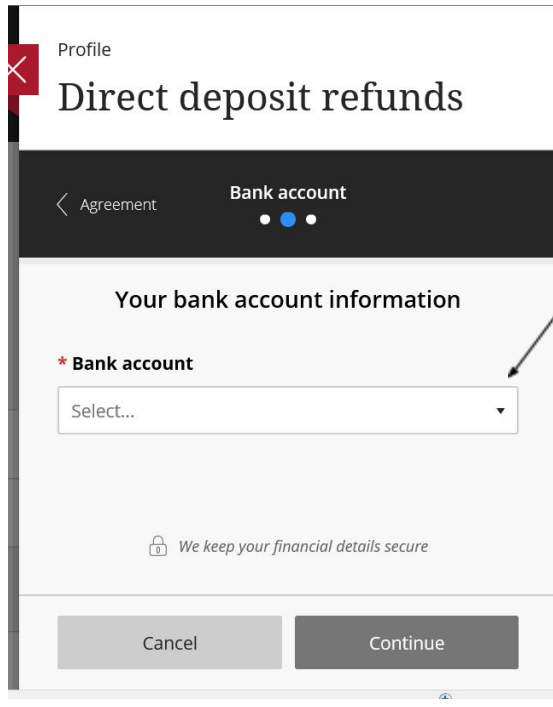 Profile
Direct deposit refunds
Agreement
Bank account
Your bank account information
* Bank account
Select...
We keep your financial details secure
Cancel
Continue